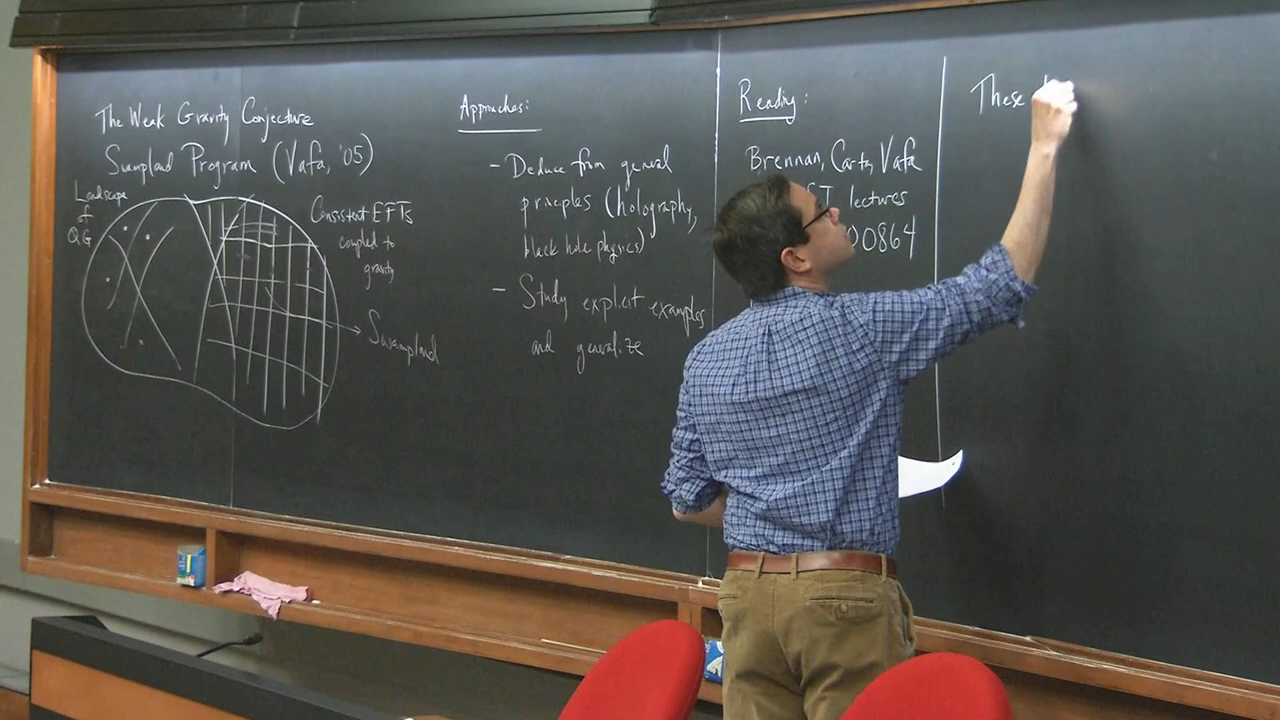 The Weak Gravity Conjecture
Swampland Program (Vafa, '05)
Landscape
of
QG
Consistent EFTs
coupled to
gravity
Swampland
Approaches:
- Deduce from general
principles (holography,
black hole physics)
- Study explicit examples
and generalize
Reading:
Brennan, Carta, Vafa
lectures
00864
These